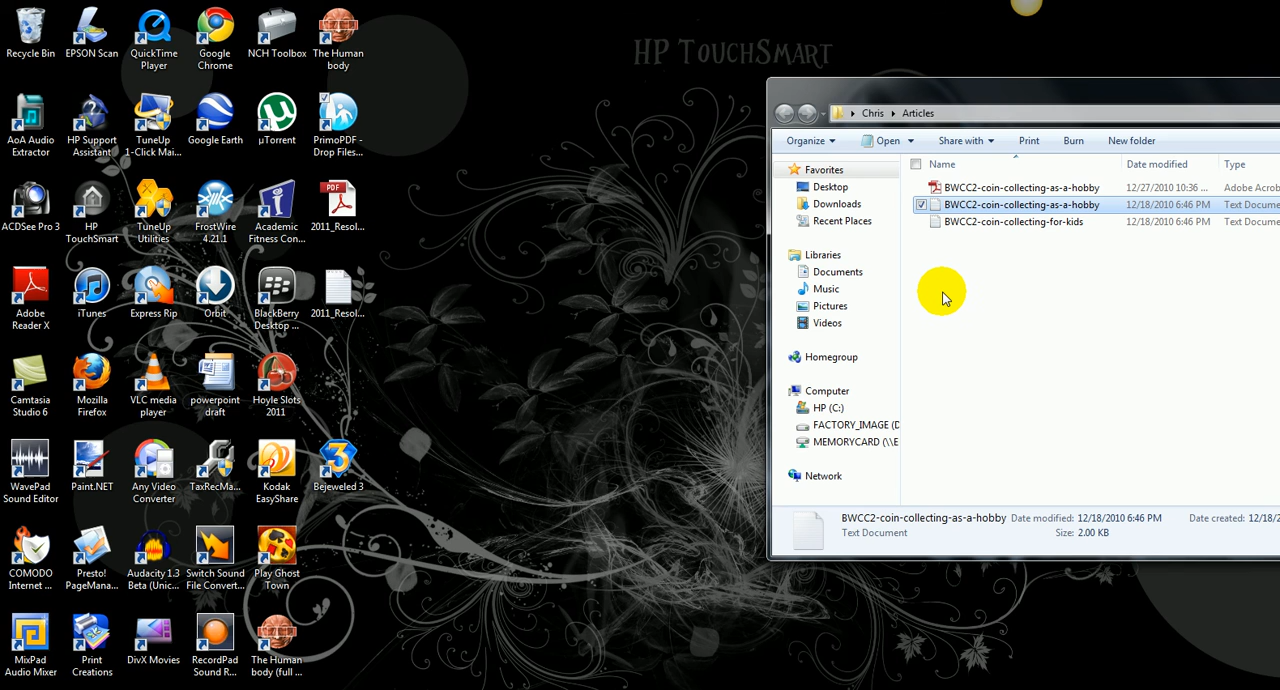 Recycle Bin
EPSON Scan
QuickTime
Player
Google
Chrome
NCH Toolbox
The Human
body
AoA Audio
Extractor
HP Support
Assistant
TuneUp
1-Click Mai...
Google Earth
µTorrent
PrimoPDF -
Drop Files...
ACDSee Pro 3
HP
TouchSmart
TuneUp
Utilities
FrostWire
4.21.1
Academic
Fitness Con...
PDF
2011_Resol...
Adobe
Reader X
iTunes
Express Rip
Orbit
BlackBerry
Desktop ...
2011_Resol...
Camtasia
Studio 6
Mozilla
Firefox
VLC media
player
powerpoint
draft
Hoyle Slots
2011
WavePad
Sound Editor
Paint.NET
Any Video
Converter
TaxRecMa...
Kodak
EasyShare
Bejeweled 3
COMODO
Internet ...
Presto!
PageMana...
Audacity 1.3
Beta (Unic...
Switch Sound
File Convert...
Play Ghost
Town
MixPad
Audio Mixer
Print
Creations
DivX Movies
RecordPad
Sound R...
The Human
body (full ...
HP TouchSmart
Chris Articles
Organize Open Share with Print Burn New folder
Favorites
Desktop
Downloads
Recent Places
Libraries
Documents
Music
Pictures
Videos
Homegroup
Computer
HP (C:)
FACTORY_IMAGE (D
MEMORYCARD (\\E
Network
Name Date modified Type
BWCC2-coin-collecting-as-a-hobby 12/27/2010 10:36 ... Adobe Acrob
BWCC2-coin-collecting-as-a-hobby 12/18/2010 6:46 PM Text Docume
BWCC2-coin-collecting-for-kids 12/18/2010 6:46 PM Text Docume
BWCC2-coin-collecting-as-a-hobby Date modified: 12/18/2010 6:46 PM Date created: 12/18/2
Text Document Size: 2.00 KB